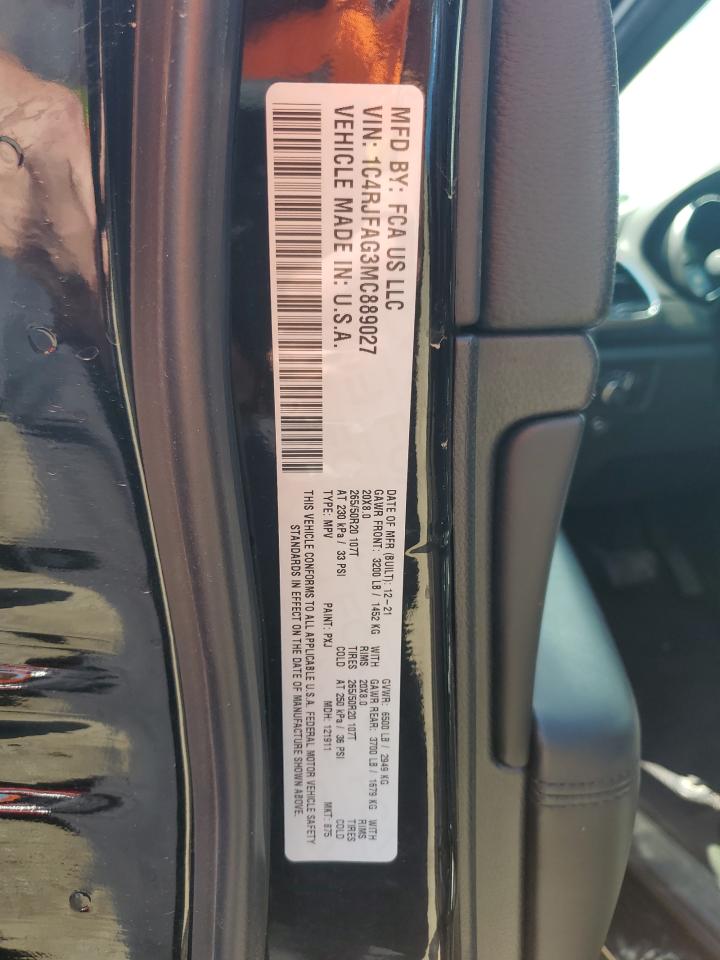 MFD BY: FCA US LLC
VIN: 1C4RJFAG3MC889027
VEHICLE MADE IN: U.S.A.
DATE OF MFR (BUILT): 12-21 GVWR: 6500 LB / 2949 KG
GAWR FRONT: 3200 LB / 1452 KG WITH GAWR REAR: 3700 LB / 1679 KG WITH
20X8.0 RIMS 20X8.0 RIMS
265/50R20 107T TIRES 265/50R20 107T TIRES
AT 230 kPa / 33 PSI COLD AT 250 kPa / 36 PSI COLD
TYPE: MPV PAINT: PXJ MDH: 121911 MKT: 875
THIS VEHICLE CONFORMS TO ALL APPLICABLE U.S.A. FEDERAL MOTOR VEHICLE SAFETY
STANDARDS IN EFFECT ON THE DATE OF MANUFACTURE SHOWN ABOVE.